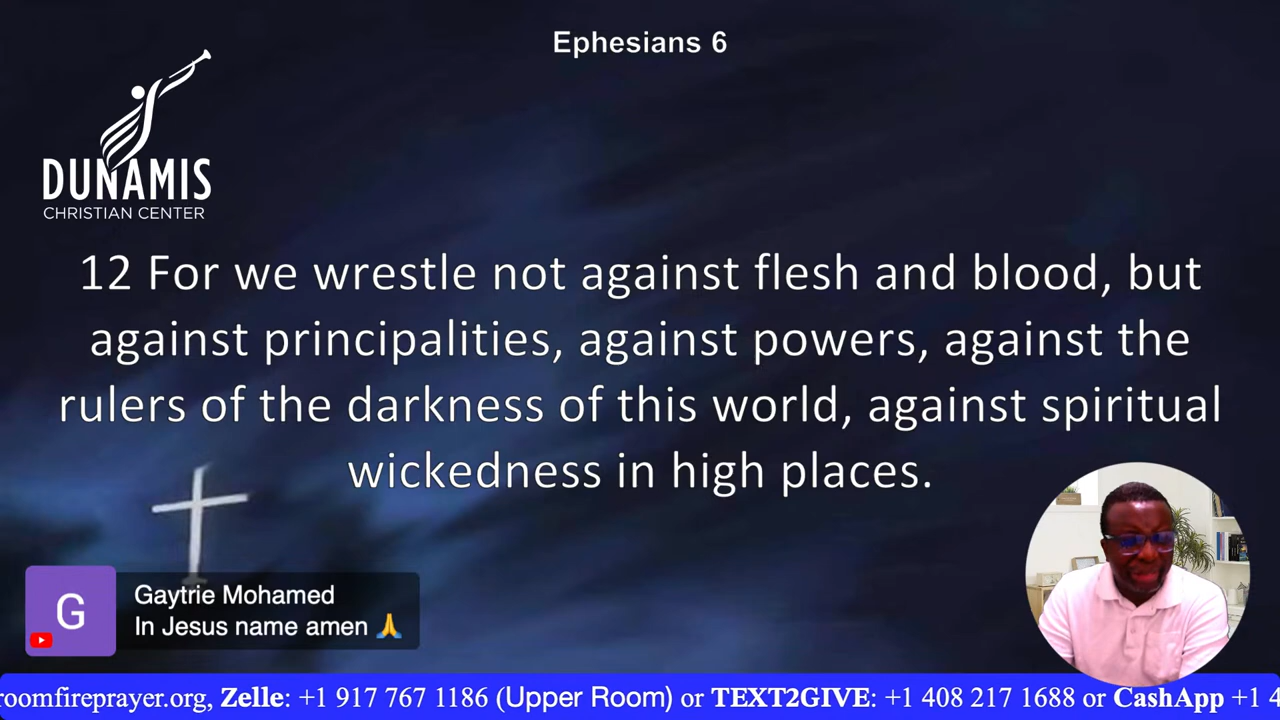 Ephesians 6
DUNAMIS
CHRISTIAN CENTER
12 For we wrestle not against flesh and blood, but
against principalities, against powers, against the
rulers of the darkness of this world, against spiritual
wickedness in high places.
G
Gaytrie Mohamed
In Jesus name amen 🙏
roomfireprayer.org, Zelle: +1 917 767 1186 (Upper Room) or TEXT2GIVE: +1 408 217 1688 or CashApp +1 4